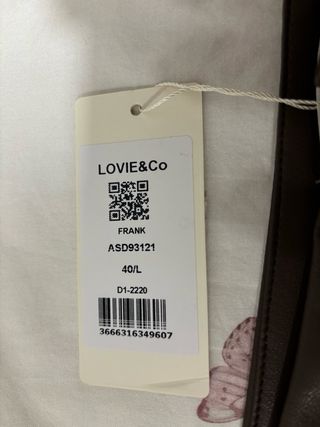 LOVIE&Co
FRANK
ASD93121
40/L
D1-2220
3666316349607